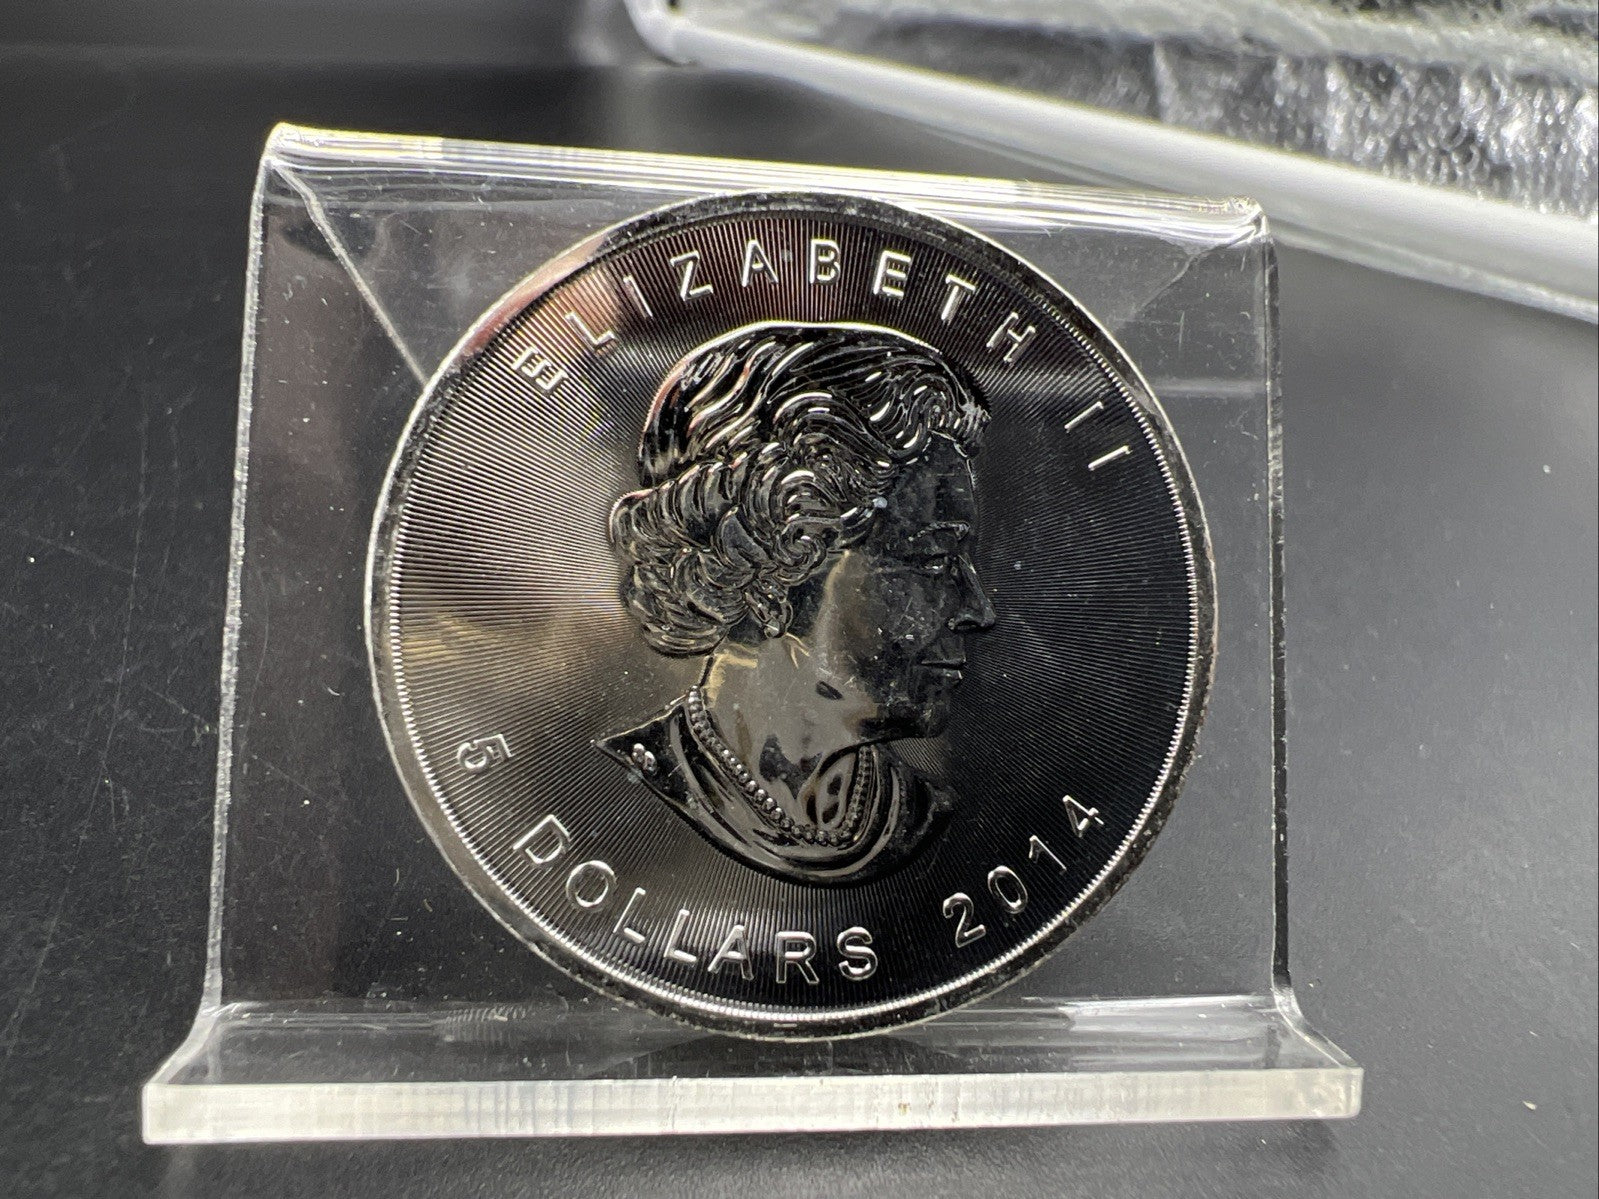 ELIZABETH II
5 DOLLARS 2014